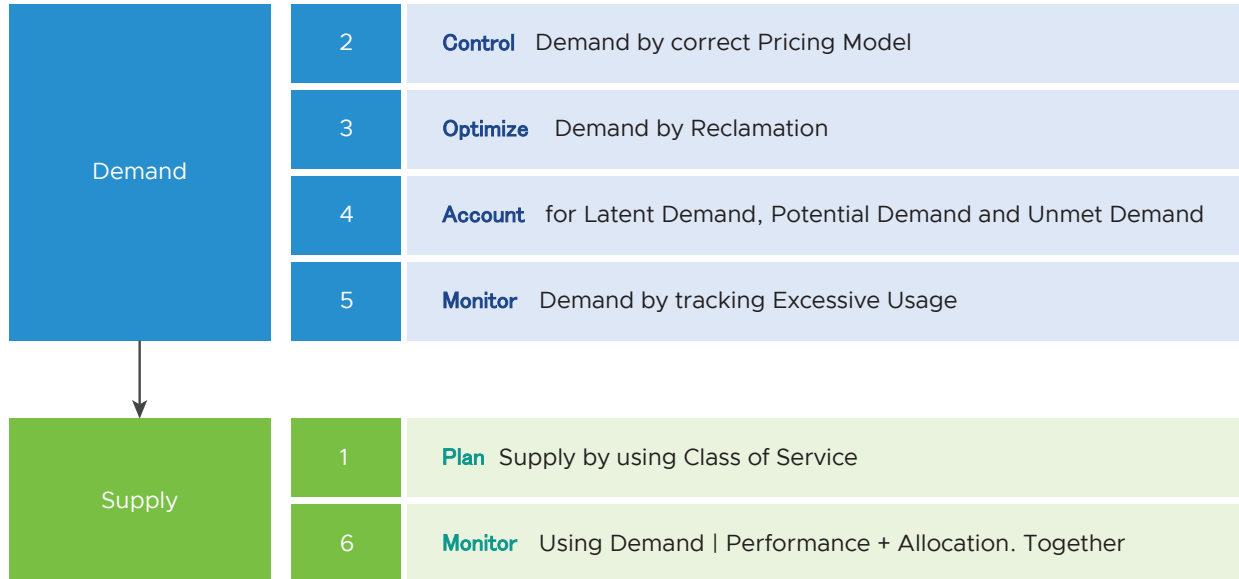 Demand
2
Control Demand by correct Pricing Model
3
Optimize Demand by Reclamation
4
Account for Latent Demand, Potential Demand and Unmet Demand
5
Monitor Demand by tracking Excessive Usage
Supply
1
Plan Supply by using Class of Service
6
Monitor Using Demand | Performance + Allocation. Together